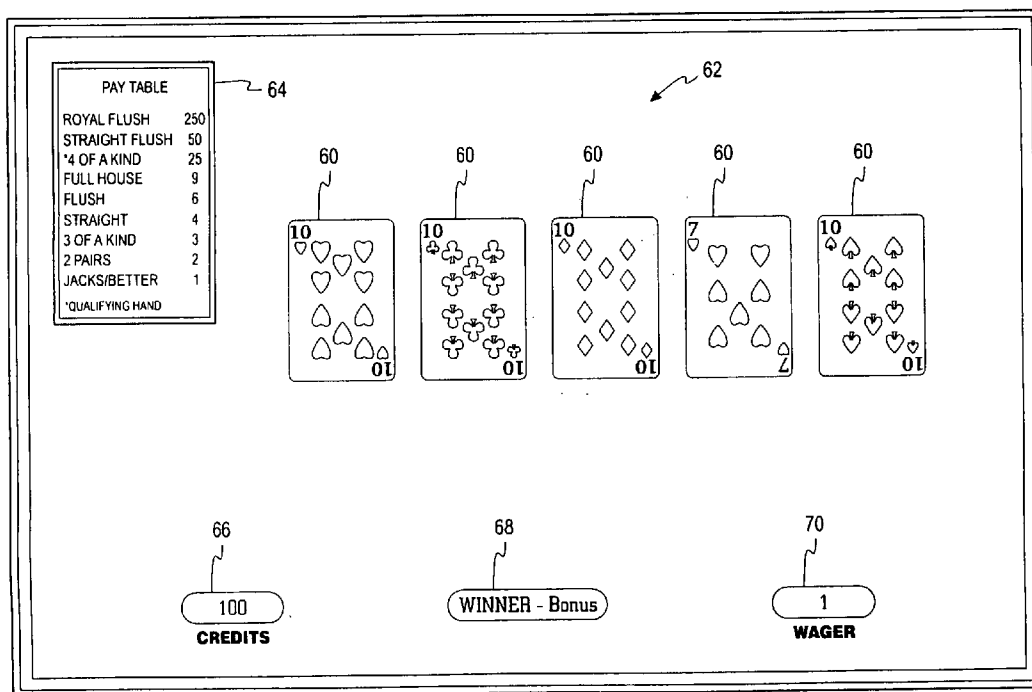 62
PAY TABLE
64
ROYAL FLUSH 250
STRAIGHT FLUSH 50
*4 OF A KIND 25
FULL HOUSE 9
FLUSH 6
STRAIGHT 4
3 OF A KIND 3
2 PAIRS 2
JACKS/BETTER 1
*QUALIFYING HAND
60 60 60 60 60
10 10 10 7 10
10 10 10 7 10
66 68 70
100 WINNER - Bonus 1
CREDITS WAGER